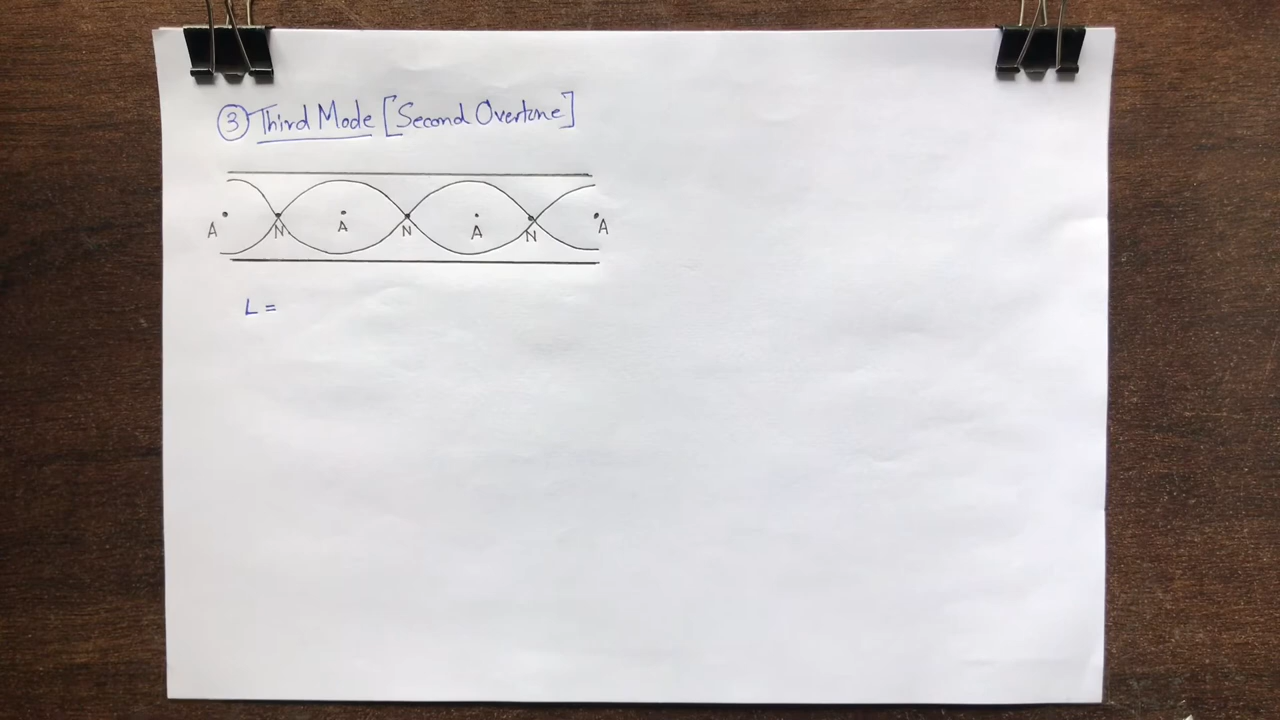 ③ Third Mode [Second Overtone]
A N A N A N A
L =